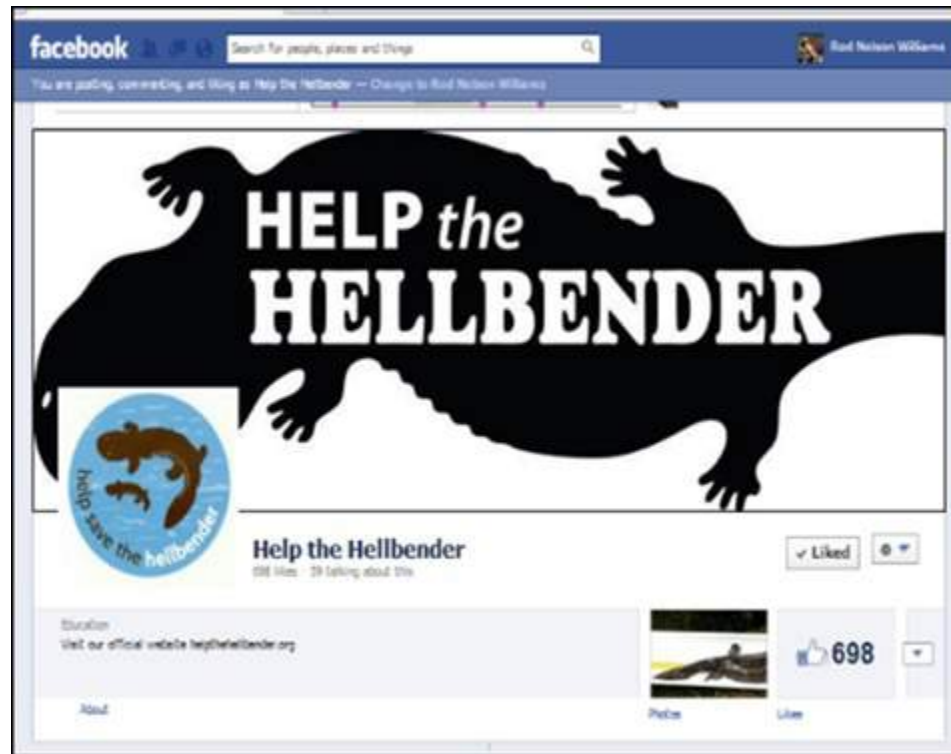 facebook
Search for people, places and things
Rod Nelson Williams
You are posting, commenting, and liking as Help the Hellbender — Change to Rod Nelson Williams
HELP the
HELLBENDER
help save the hellbender
Help the Hellbender
698 likes · 39 talking about this
✓ Liked
Education
Visit our official website helpthehellbender.org
698
About
Photos
Likes